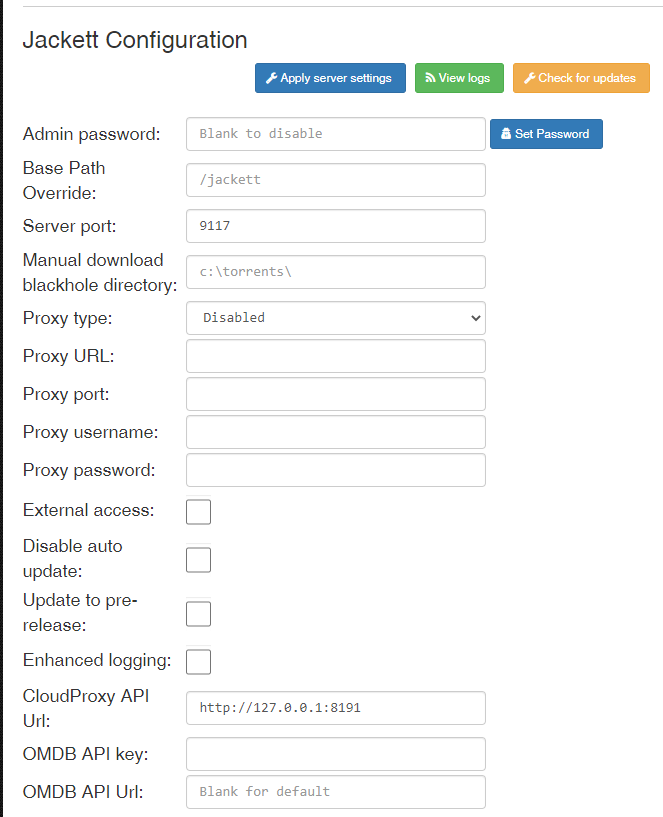 Jackett Configuration
Apply server settings View logs Check for updates
Admin password: Blank to disable Set Password
Base Path
Override: /jackett
Server port: 9117
Manual download
blackhole directory: c:\torrents\
Proxy type: Disabled
Proxy URL:
Proxy port:
Proxy username:
Proxy password:
External access:
Disable auto
update:
Update to pre-
release:
Enhanced logging:
CloudProxy API
Url: http://127.0.0.1:8191
OMDB API key:
OMDB API Url: Blank for default